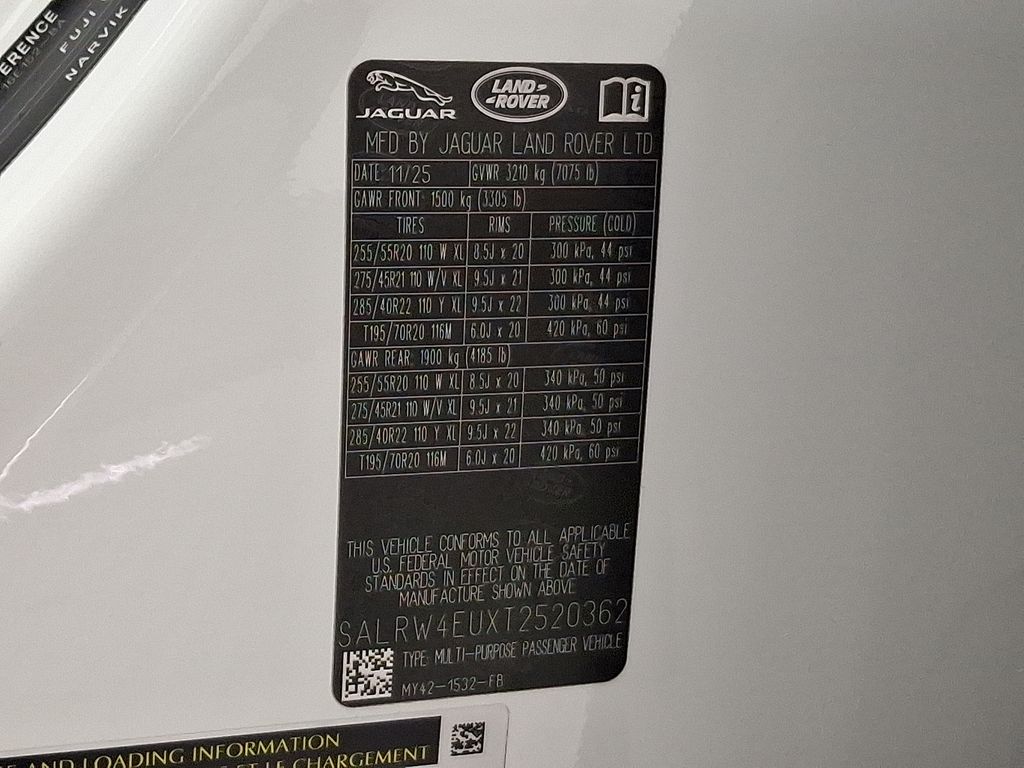 ERENCE
FUJI
NARVIK
JAGUAR
LAND ROVER
i
MFD BY JAGUAR LAND ROVER LTD
DATE 11/25 GVWR 3210 kg (7075 lb)
GAWR FRONT 1500 kg (3305 lb)
TIRES RIMS PRESSURE (COLD)
255/55R20 110 W XL 8.5J x 20 300 kPa, 44 psi
275/45R21 110 W/V XL 9.5J x 21 300 kPa, 44 psi
285/40R22 110 Y XL 9.5J x 22 300 kPa, 44 psi
T195/70R20 116M 6.0J x 20 420 kPa, 60 psi
GAWR REAR 1900 kg (4185 lb)
255/55R20 110 W XL 8.5J x 20 340 kPa, 50 psi
275/45R21 110 W/V XL 9.5J x 21 340 kPa, 50 psi
285/40R22 110 Y XL 9.5J x 22 340 kPa, 50 psi
T195/70R20 116M 6.0J x 20 420 kPa, 60 psi
THIS VEHICLE CONFORMS TO ALL APPLICABLE
U.S. FEDERAL MOTOR VEHICLE SAFETY
STANDARDS IN EFFECT ON THE DATE OF
MANUFACTURE SHOWN ABOVE
SALRW4EUXT2520362
TYPE: MULTI-PURPOSE PASSENGER VEHICLE
MY42-1532-FB
AND LOADING INFORMATION
ET LE CHARGEMENT